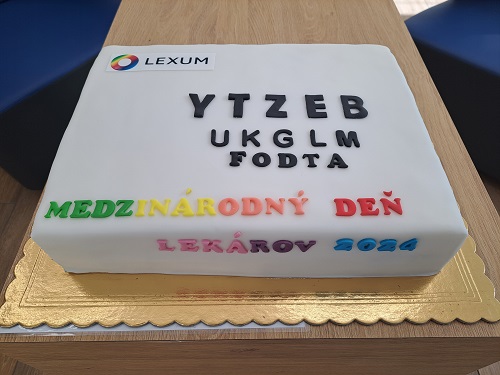 LEXUM
YTZEB
UKGLM
FODTA
MEDZINÁRODNÝ DEŇ
LEKÁROV 2024